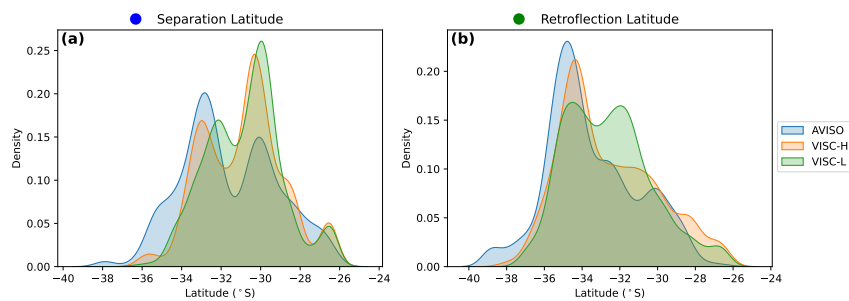 Separation Latitude
Retroflection Latitude
(a)
(b)
0.25
0.20
0.15
0.10
0.05
0.00
Density
−40 −38 −36 −34 −32 −30 −28 −26 −24
Latitude (°S)
0.20
0.15
0.10
0.05
0.00
Density
−40 −38 −36 −34 −32 −30 −28 −26 −24
Latitude (°S)
AVISO
VISC-H
VISC-L